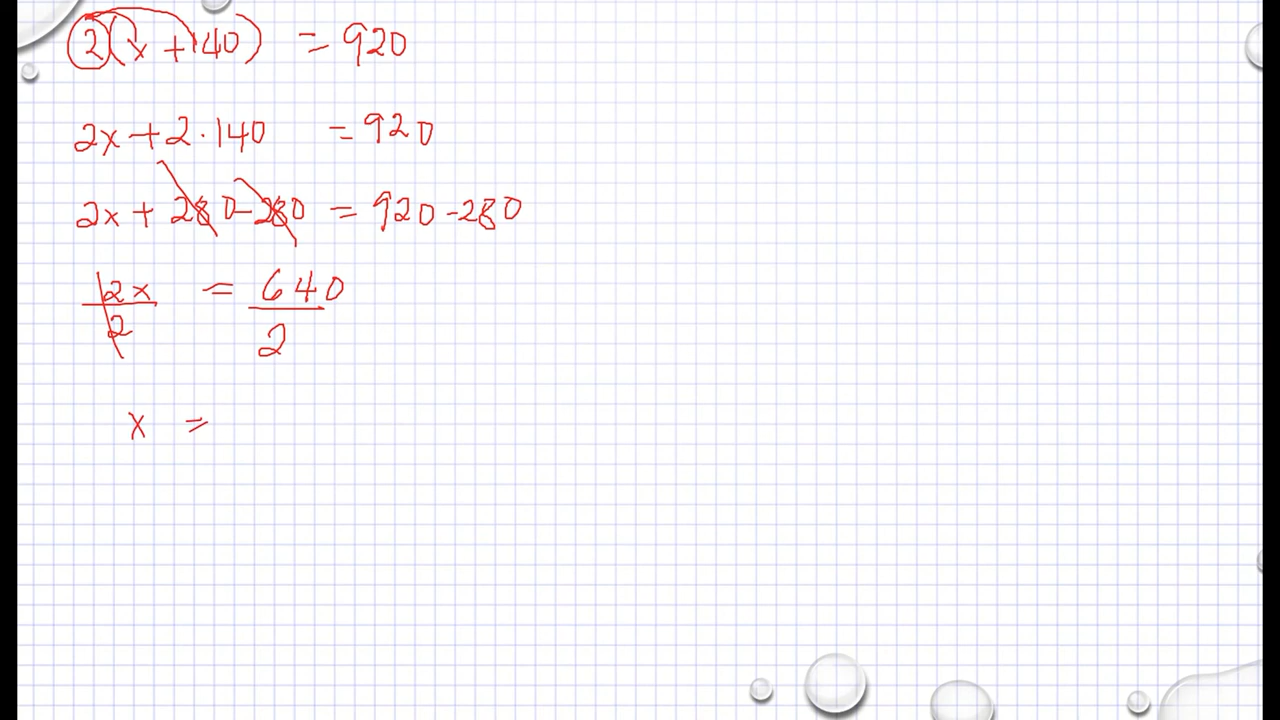 2(x+140) = 920
2x+2·140 = 920
2x+280-280 = 920-280
2x/2 = 640/2
x =